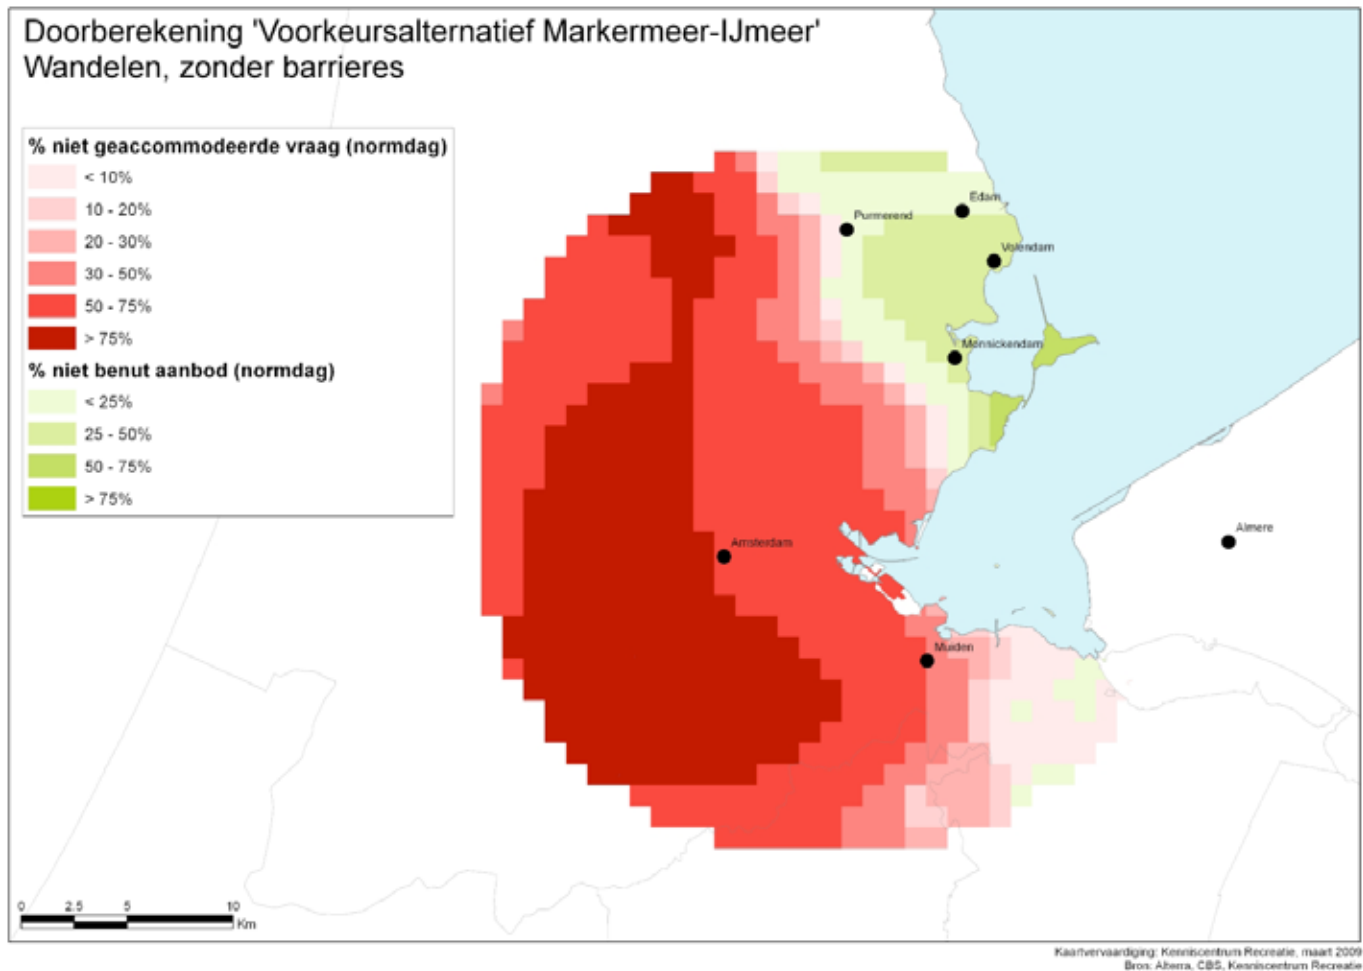 Doorberekening 'Voorkeursalternatief Markermeer-IJmeer'
Wandelen, zonder barrieres
% niet geaccommodeerde vraag (normdag)
< 10%
10 - 20%
20 - 30%
30 - 50%
50 - 75%
> 75%
% niet benut aanbod (normdag)
< 25%
25 - 50%
50 - 75%
> 75%
Edam
Purmerend
Volendam
Monnickendam
Almere
Amsterdam
Muiden
0 2.5 5 10
Km
Kaartvervaardiging: Kenniscentrum Recreatie, maart 2009
Bron: Alterra, CBS, Kenniscentrum Recreatie